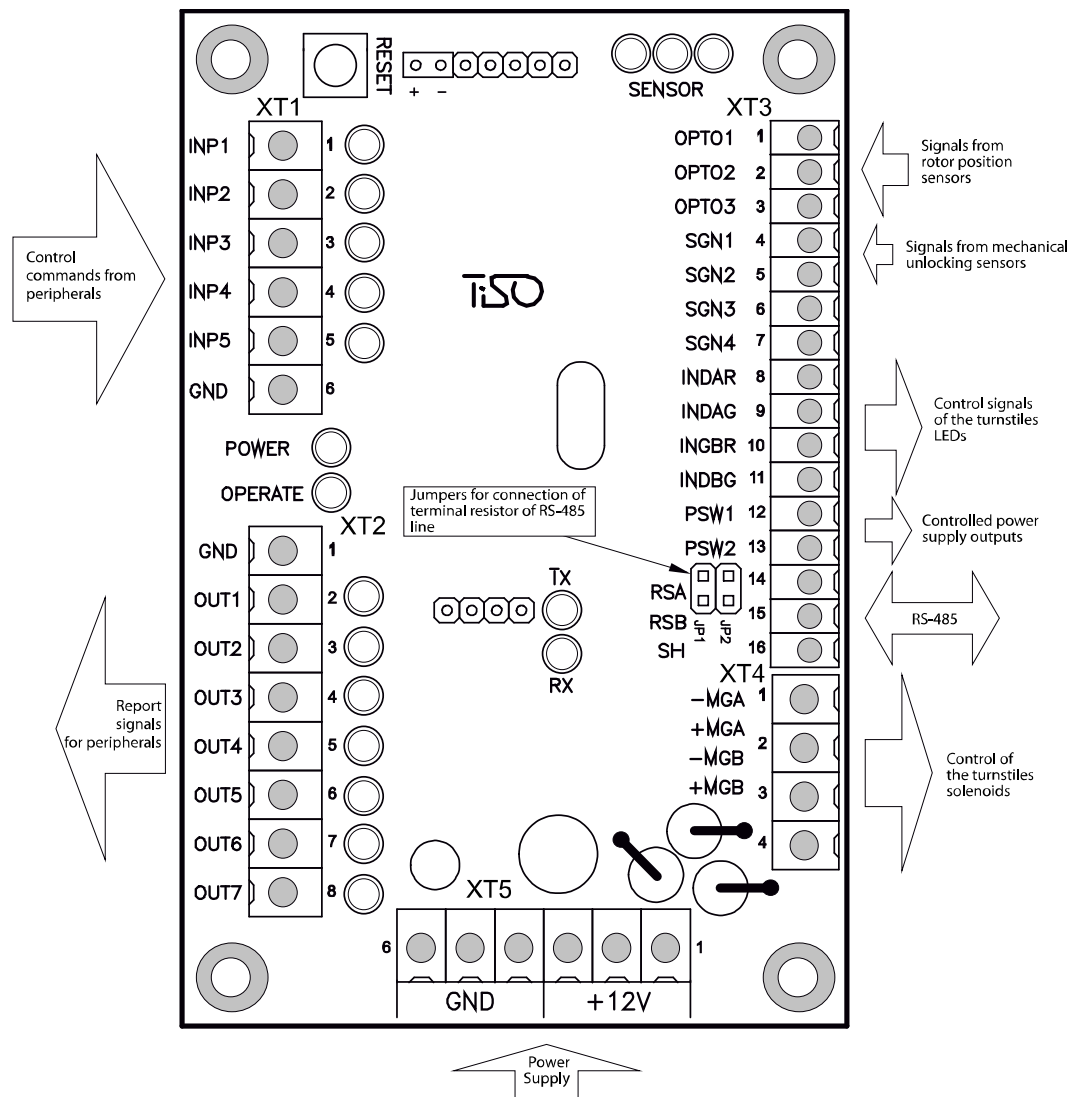 RESET
+ -
SENSOR
XT1
XT3
INP1 1
INP2 2
INP3 3
INP4 4
INP5 5
GND 6
Control
commands from
peripherals
TiSO
OPTO1 1
OPTO2 2
OPTO3 3
SGN1 4
SGN2 5
SGN3 6
SGN4 7
INDAR 8
INDAG 9
INGBR 10
INDBG 11
PSW1 12
PSW2 13
RSA 14
RSB 15
SH 16
Signals from
rotor position
sensors
Signals from mechanical
unlocking sensors
Control signals
of the turnstiles
LEDs
Controlled power
supply outputs
RS-485
POWER
OPERATE
Jumpers for connection of
terminal resistor of RS-485
line
JP1
JP2
TX
RX
XT2
GND 1
OUT1 2
OUT2 3
OUT3 4
OUT4 5
OUT5 6
OUT6 7
OUT7 8
Report
signals
for peripherals
XT4
-MGA 1
+MGA
2
-MGB
+MGB 3
4
Control of
the turnstiles
solenoids
XT5
6 1
GND +12V
Power
Supply